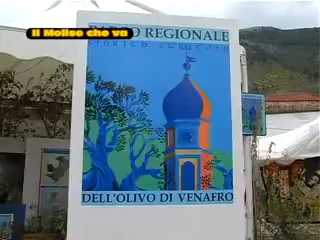 Il Molise che va
PARCO REGIONALE
STORICO AGRICOLO
DELL'OLIVO DI VENAFRO